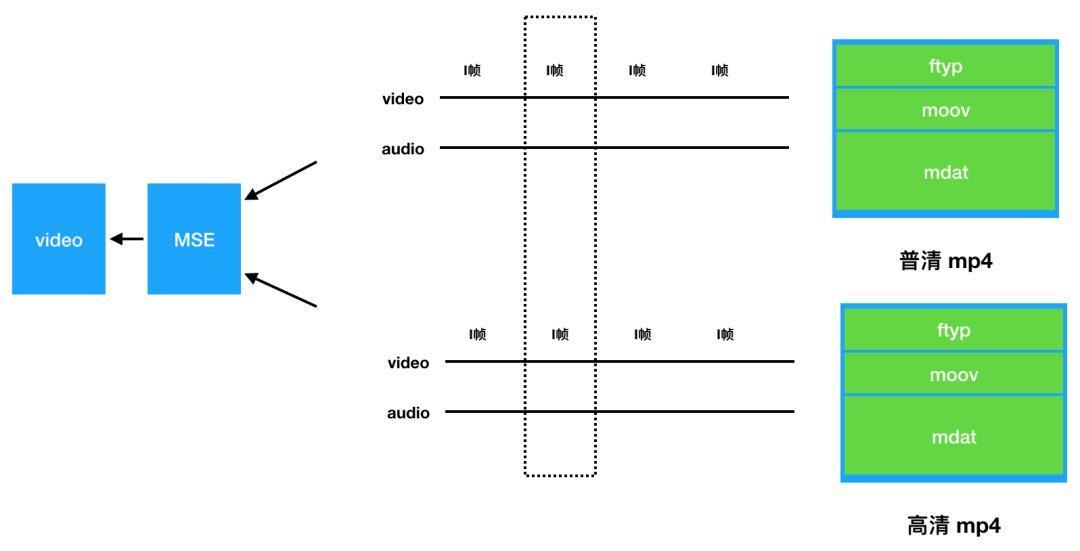 I帧 I帧 I帧 I帧
video
audio
ftyp
moov
mdat
普清 mp4
video
MSE
I帧 I帧 I帧 I帧
video
audio
ftyp
moov
mdat
高清 mp4